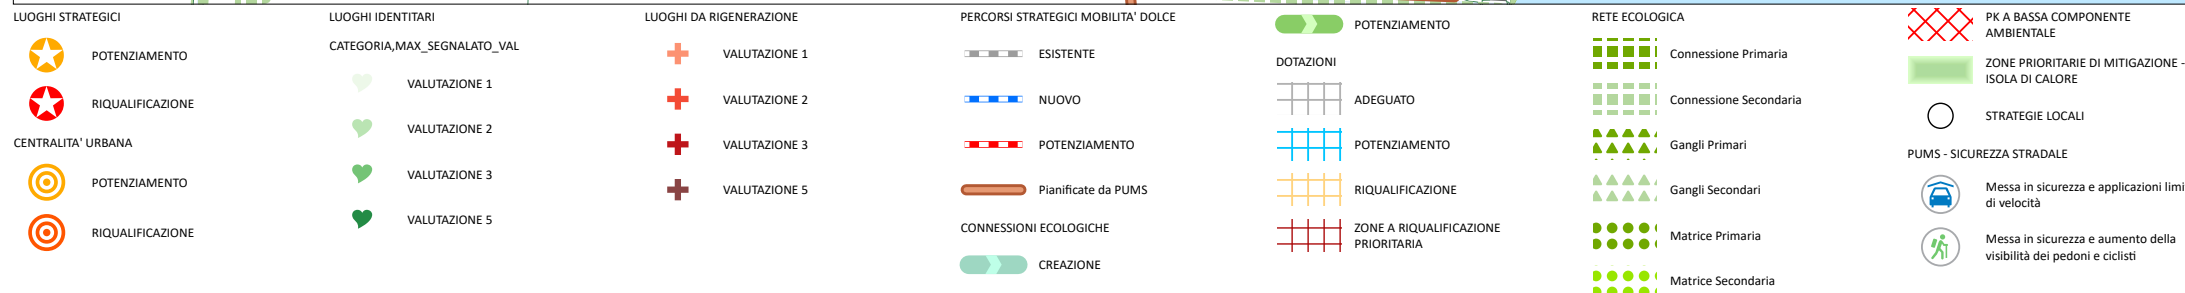 LUOGHI STRATEGICI
POTENZIAMENTO
RIQUALIFICAZIONE
CENTRALITA' URBANA
POTENZIAMENTO
RIQUALIFICAZIONE
LUOGHI IDENTITARI
CATEGORIA,MAX_SEGNALATO_VAL
VALUTAZIONE 1
VALUTAZIONE 2
VALUTAZIONE 3
VALUTAZIONE 5
LUOGHI DA RIGENERAZIONE
VALUTAZIONE 1
VALUTAZIONE 2
VALUTAZIONE 3
VALUTAZIONE 5
PERCORSI STRATEGICI MOBILITA' DOLCE
ESISTENTE
NUOVO
POTENZIAMENTO
Pianificate da PUMS
CONNESSIONI ECOLOGICHE
CREAZIONE
POTENZIAMENTO
DOTAZIONI
ADEGUATO
POTENZIAMENTO
RIQUALIFICAZIONE
ZONE A RIQUALIFICAZIONE
PRIORITARIA
RETE ECOLOGICA
Connessione Primaria
Connessione Secondaria
Gangli Primari
Gangli Secondari
Matrice Primaria
Matrice Secondaria
PK A BASSA COMPONENTE
AMBIENTALE
ZONE PRIORITARIE DI MITIGAZIONE -
ISOLA DI CALORE
STRATEGIE LOCALI
PUMS - SICUREZZA STRADALE
Messa in sicurezza e applicazioni limi
di velocità
Messa in sicurezza e aumento della
visibilità dei pedoni e ciclisti